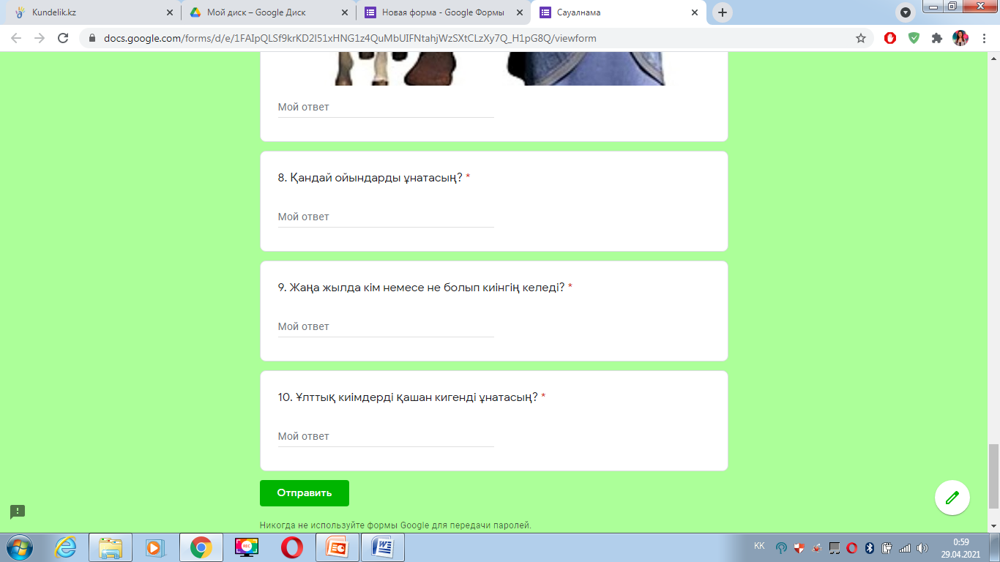 Kundelik.kz
Мой диск – Google Диск
Новая форма - Google Формы
Сауалнама
docs.google.com/forms/d/e/1FAIpQLSf9krKD2I51xHNG1z4QuMbUIFNtahjWzSXtCLzXy7Q_H1pG8Q/viewform
Мой ответ
8. Қандай ойындарды ұнатасың? *
Мой ответ
9. Жаңа жылда кім немесе не болып киінгің келеді? *
Мой ответ
10. Ұлттық киімдерді қашан кигенді ұнатасың? *
Мой ответ
Отправить
Никогда не используйте формы Google для передачи паролей.
REC
KK
0:59
29.04.2021